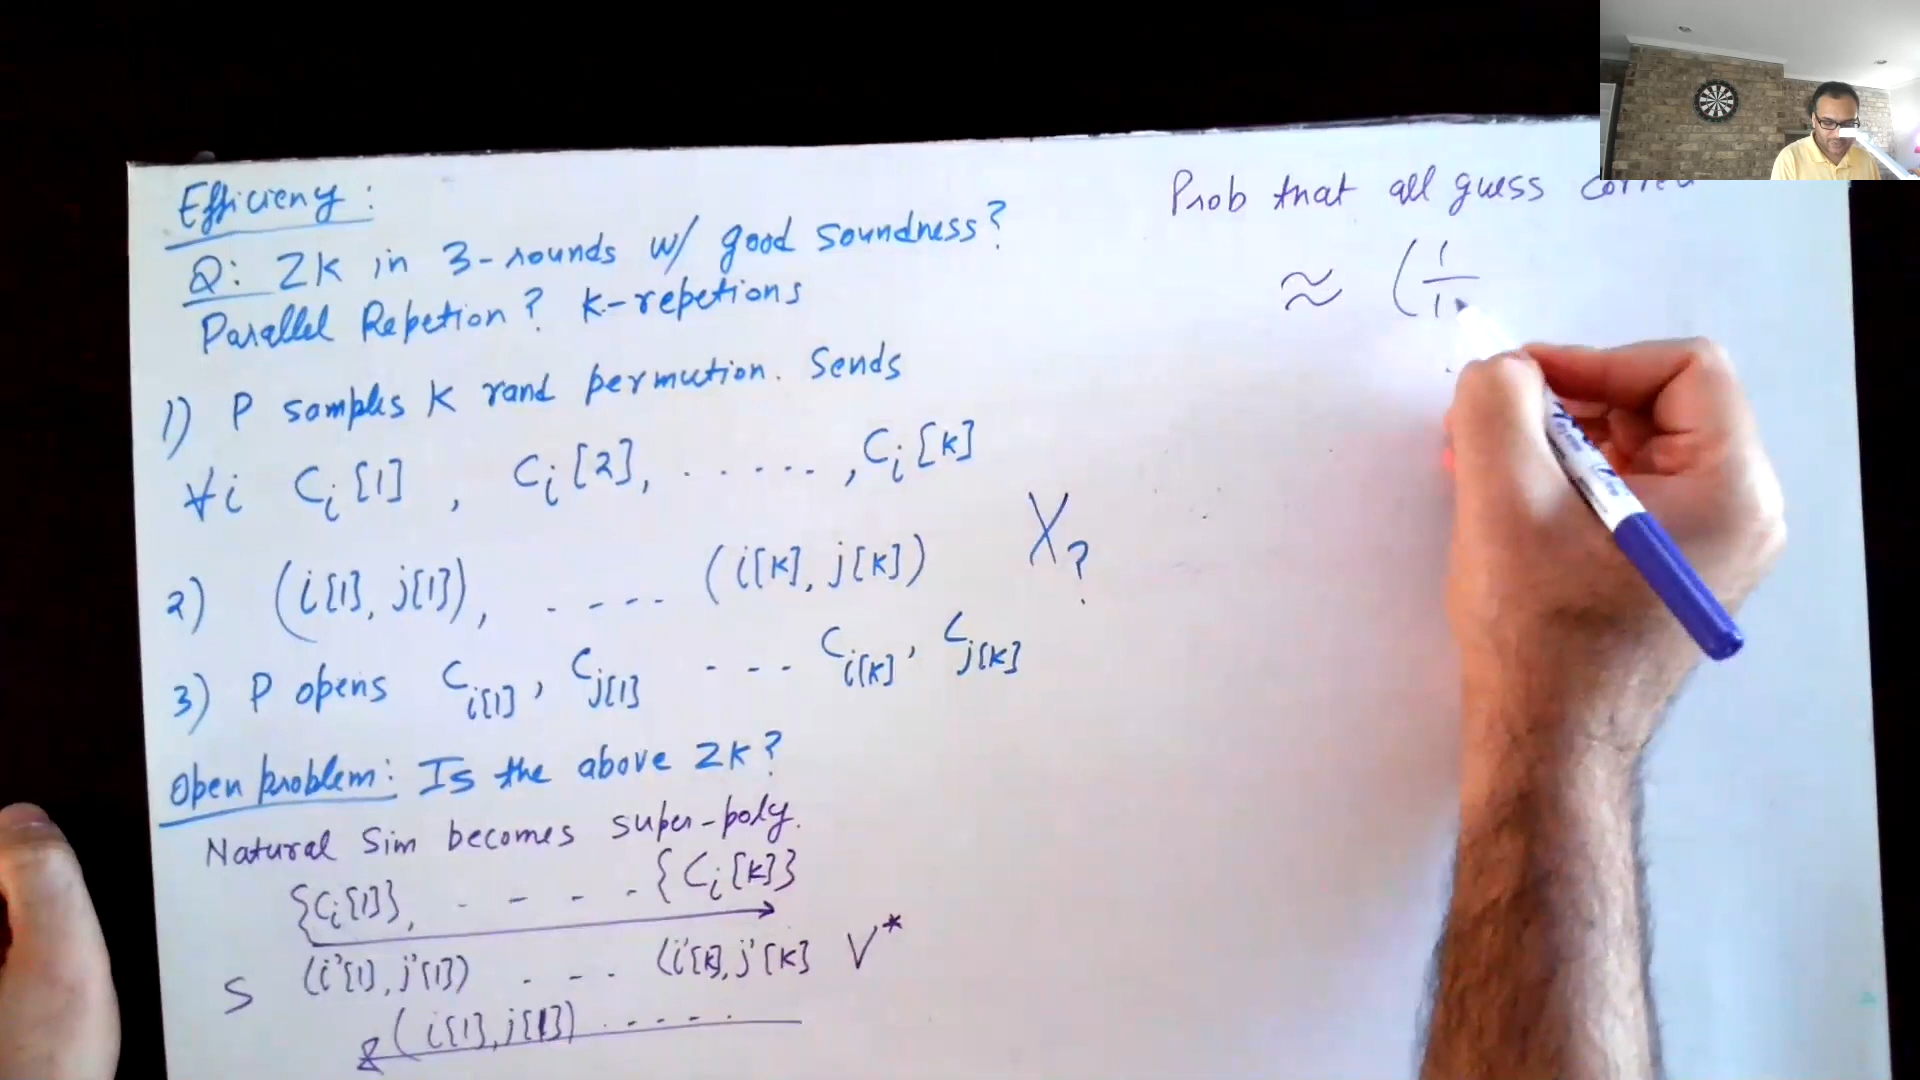 Efficieny :
Q: ZK in 3-rounds w/ good soundness?
Parallel Repetion? K-repetions
1) P samples K rand permution. Sends
∀i C_i[1] , C_i[2], ..... , C_i[k]
2) (i[1], j[1]), .... (i[k], j[k]) X?
3) P opens C_i[1], C_j[1] --- C_i[k], C_j[k]
Open problem: Is the above ZK?
Natural Sim becomes super-poly.
{C_i[1]}, - - - - {C_i[k]}
S (i'[1], j'[1]) . - - (i'[k], j'[k] V*
(i[1], j[1]) . . - - .
Prob that all guess
≈ ( 1 / 1